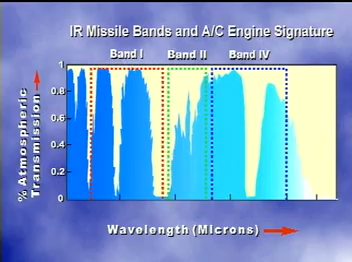 IR Missile Bands and A/C Engine Signature
Band I Band II Band IV
1
0.8
0.6
0.4
0.2
0
% Atmospheric
Transmission
Wavelength (Microns)